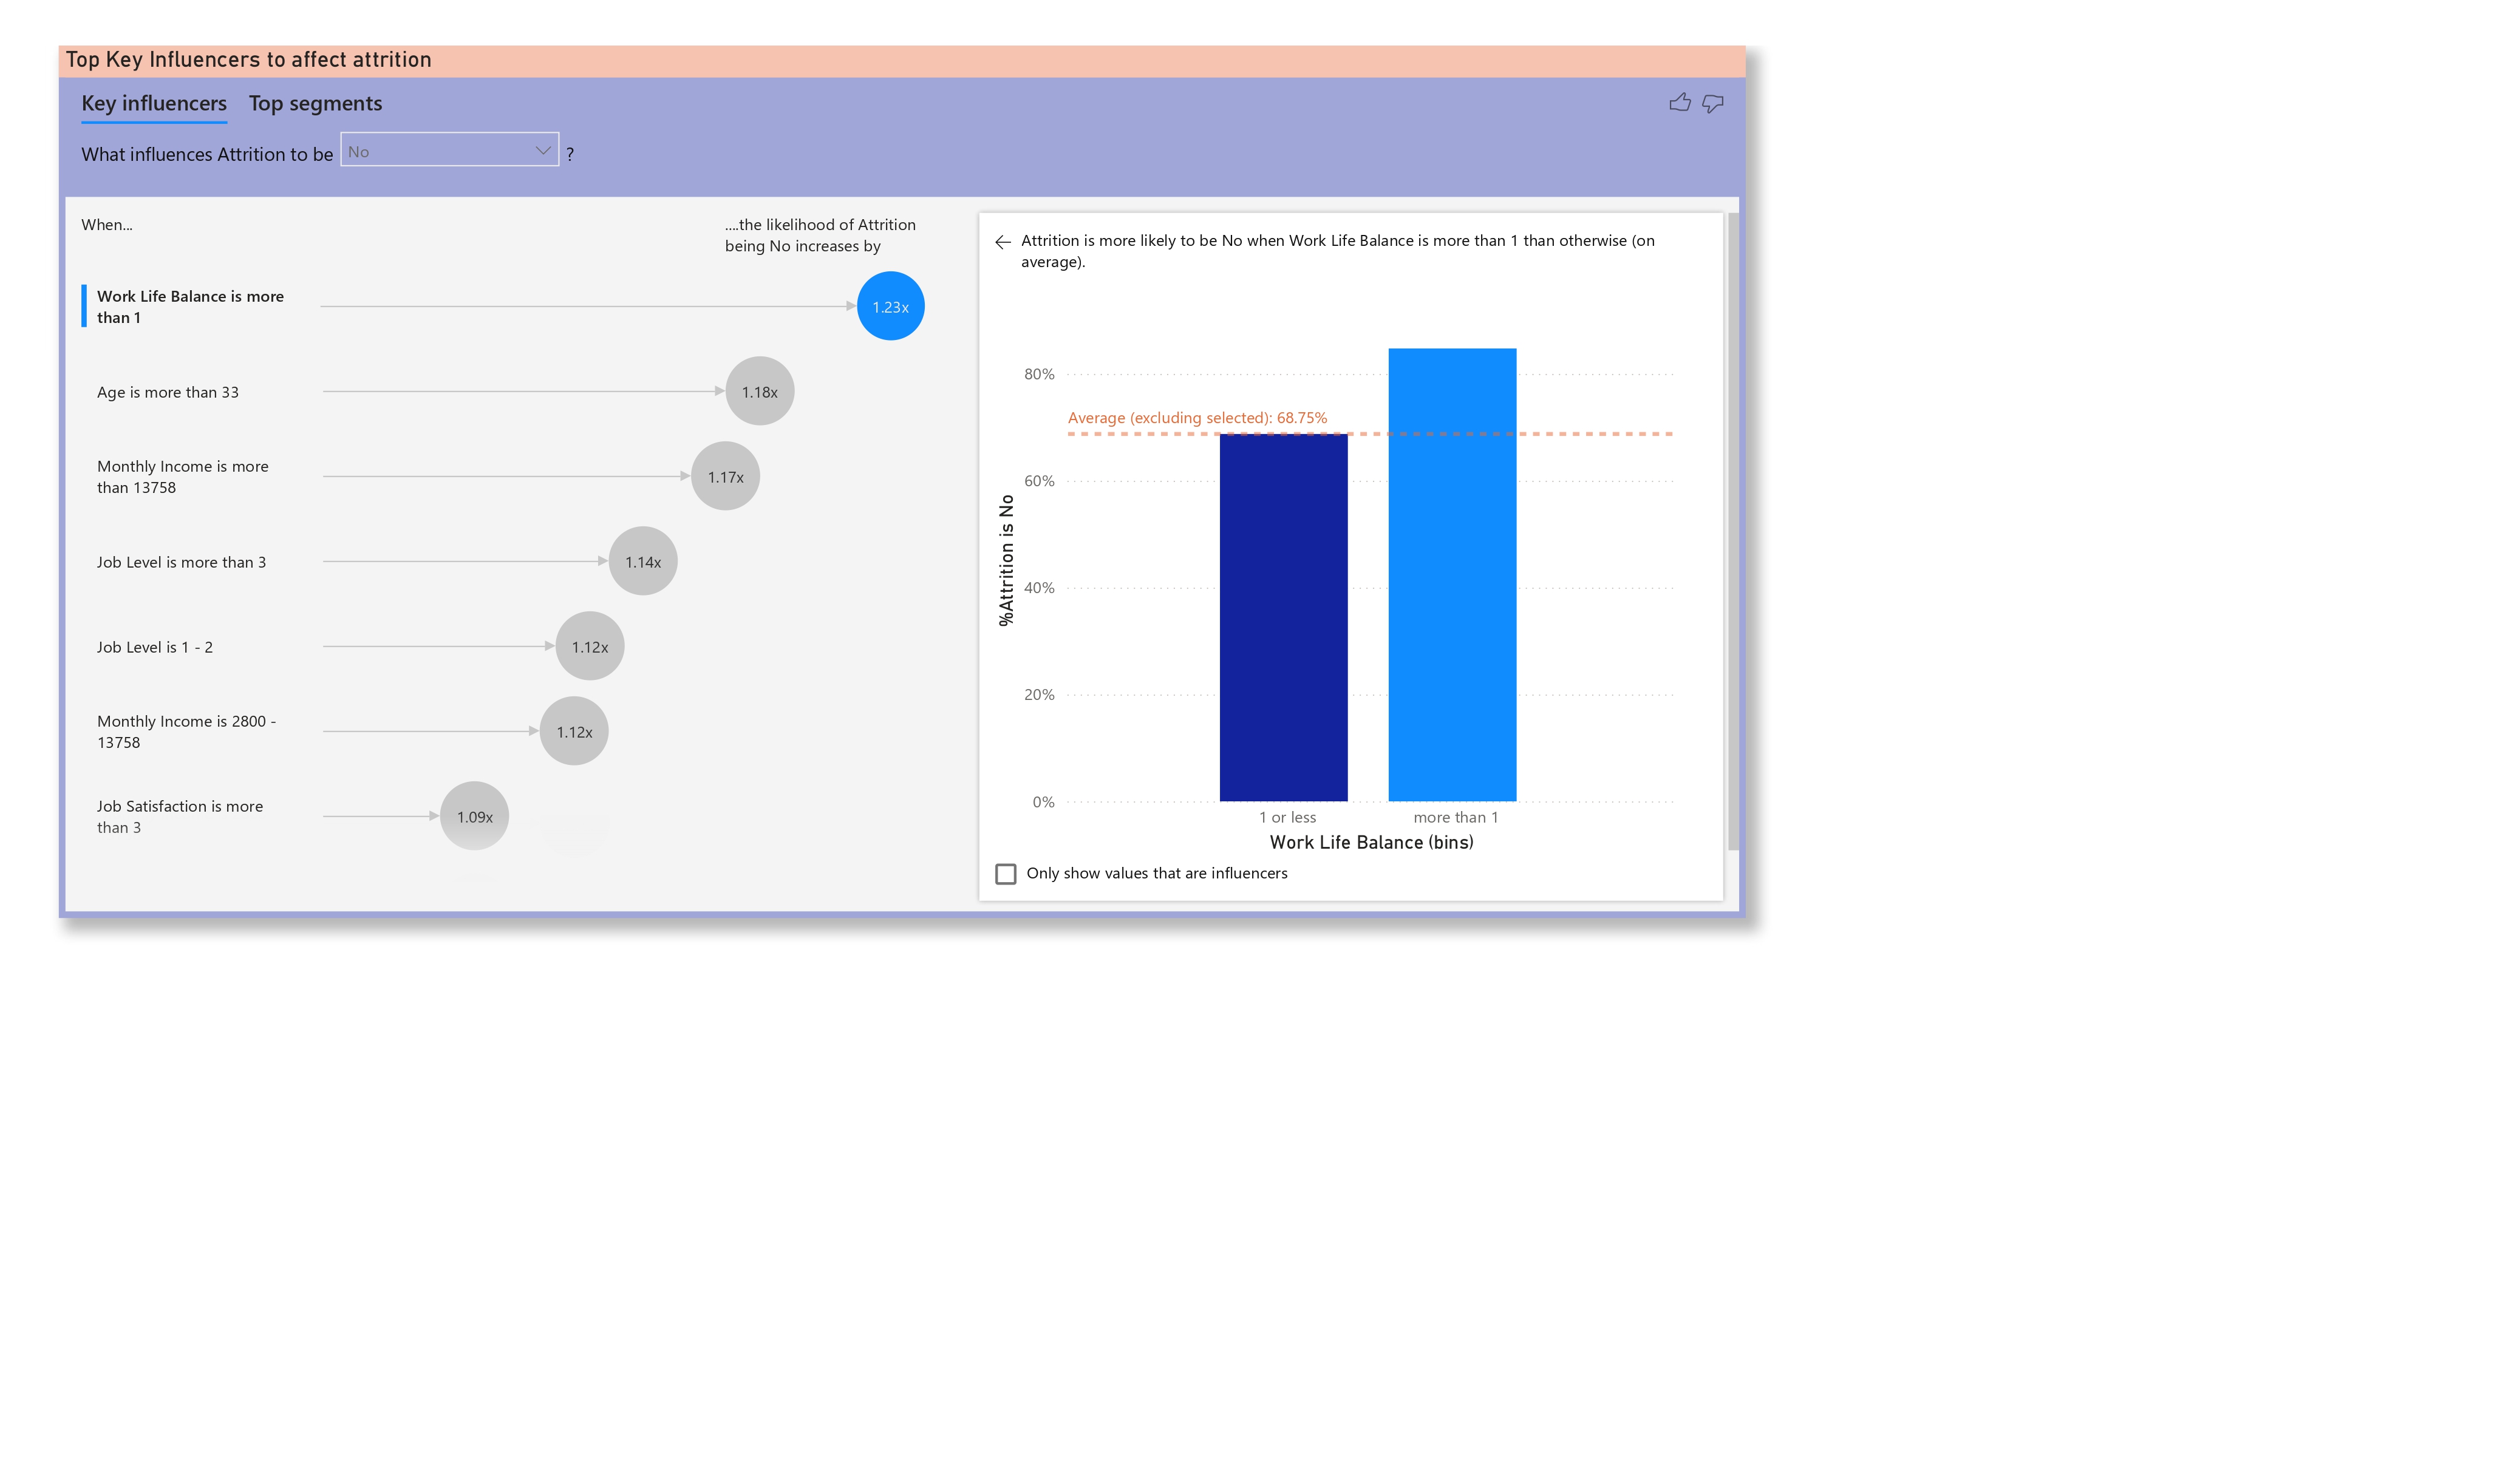 Top Key Influencers to affect attrition
Key influencers Top segments
What influences Attrition to be No ?
When...
....the likelihood of Attrition
being No increases by
Work Life Balance is more
than 1
1.23x
Age is more than 33
1.18x
Monthly Income is more
than 13758
1.17x
Job Level is more than 3
1.14x
Job Level is 1 - 2
1.12x
Monthly Income is 2800 -
13758
1.12x
Job Satisfaction is more
than 3
1.09x
Attrition is more likely to be No when Work Life Balance is more than 1 than otherwise (on
average).
%Attrition is No
80%
Average (excluding selected): 68.75%
60%
40%
20%
0%
1 or less
more than 1
Work Life Balance (bins)
Only show values that are influencers